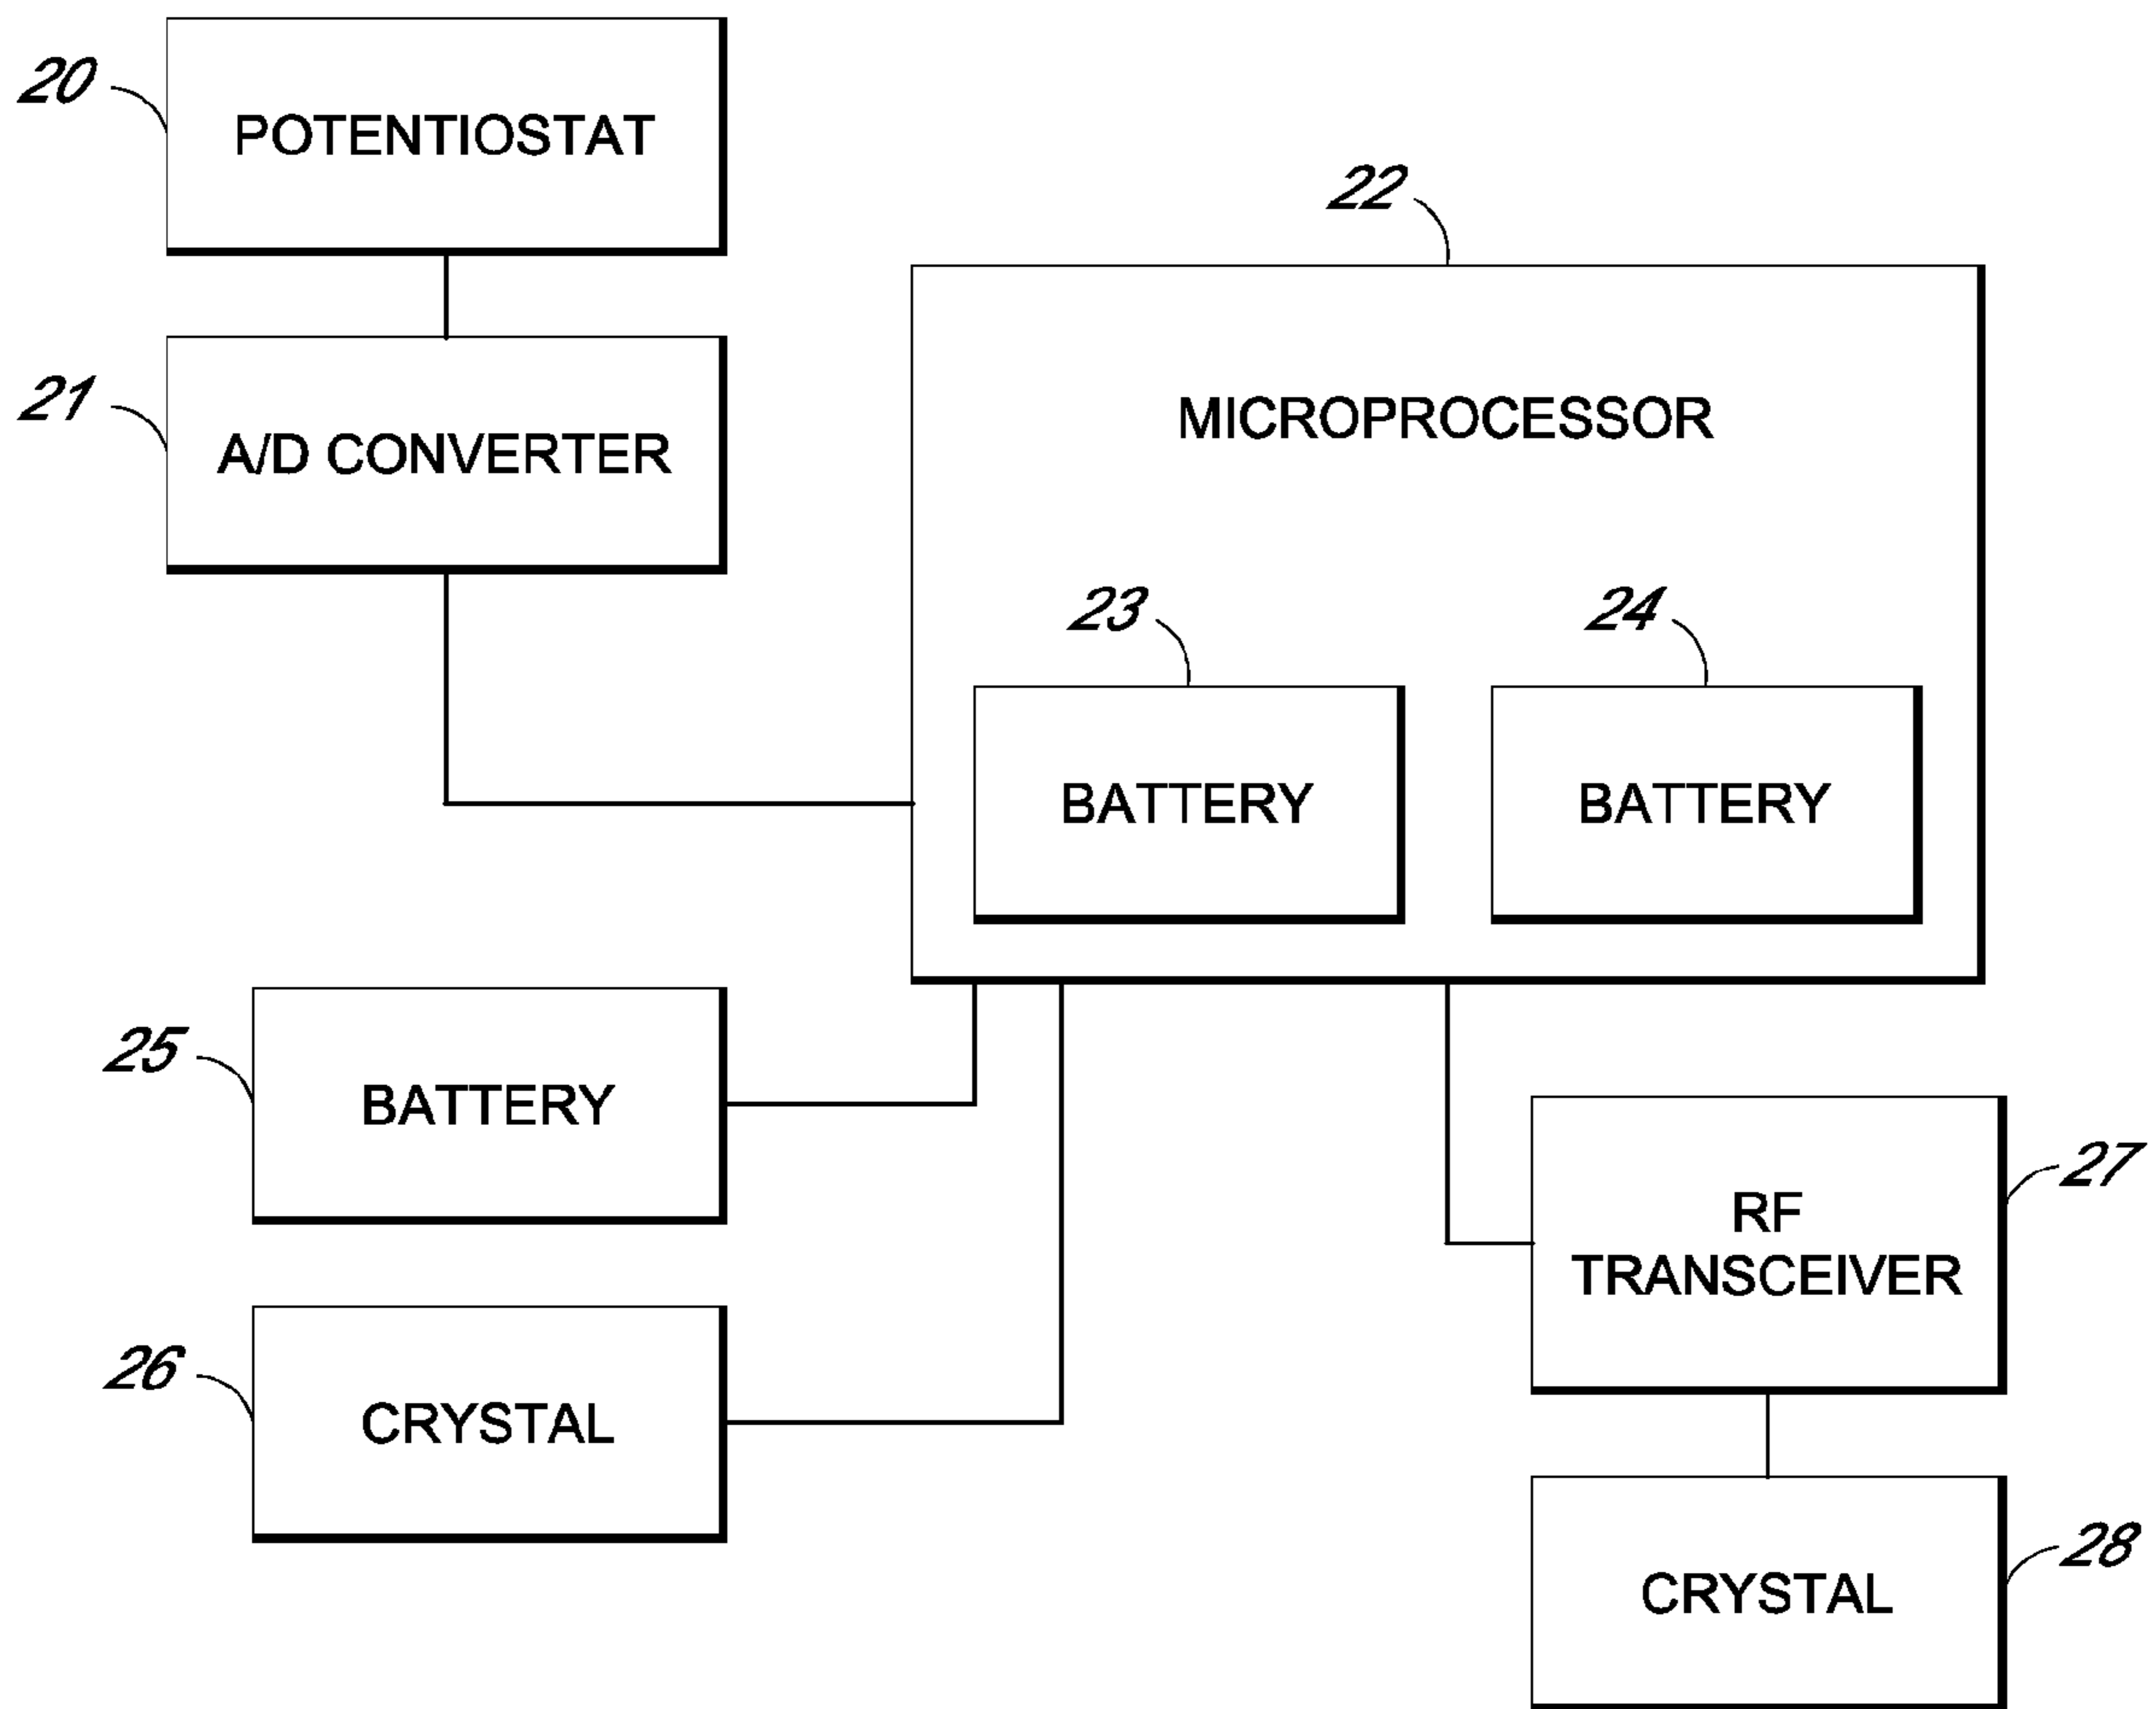 20
POTENTIOSTAT
21
A/D CONVERTER
22
MICROPROCESSOR
23
BATTERY
24
BATTERY
25
BATTERY
26
CRYSTAL
27
RF
TRANSCEIVER
28
CRYSTAL